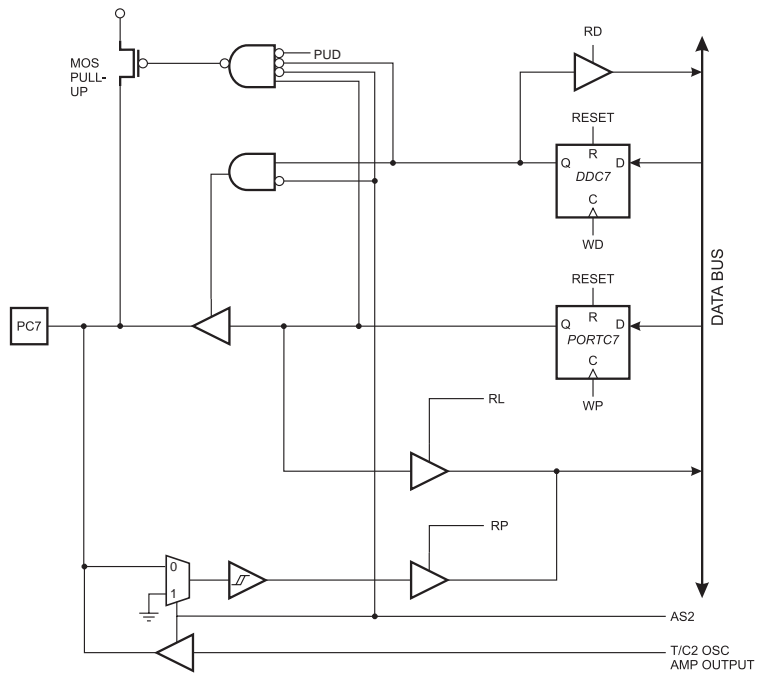 RD
PUD
MOS
PULL-
UP
RESET
R
Q
D
DDC7
C
WD
DATA BUS
RESET
R
Q
D
PC7
PORTC7
C
WP
RL
RP
0
1
AS2
T/C2 OSC
AMP OUTPUT